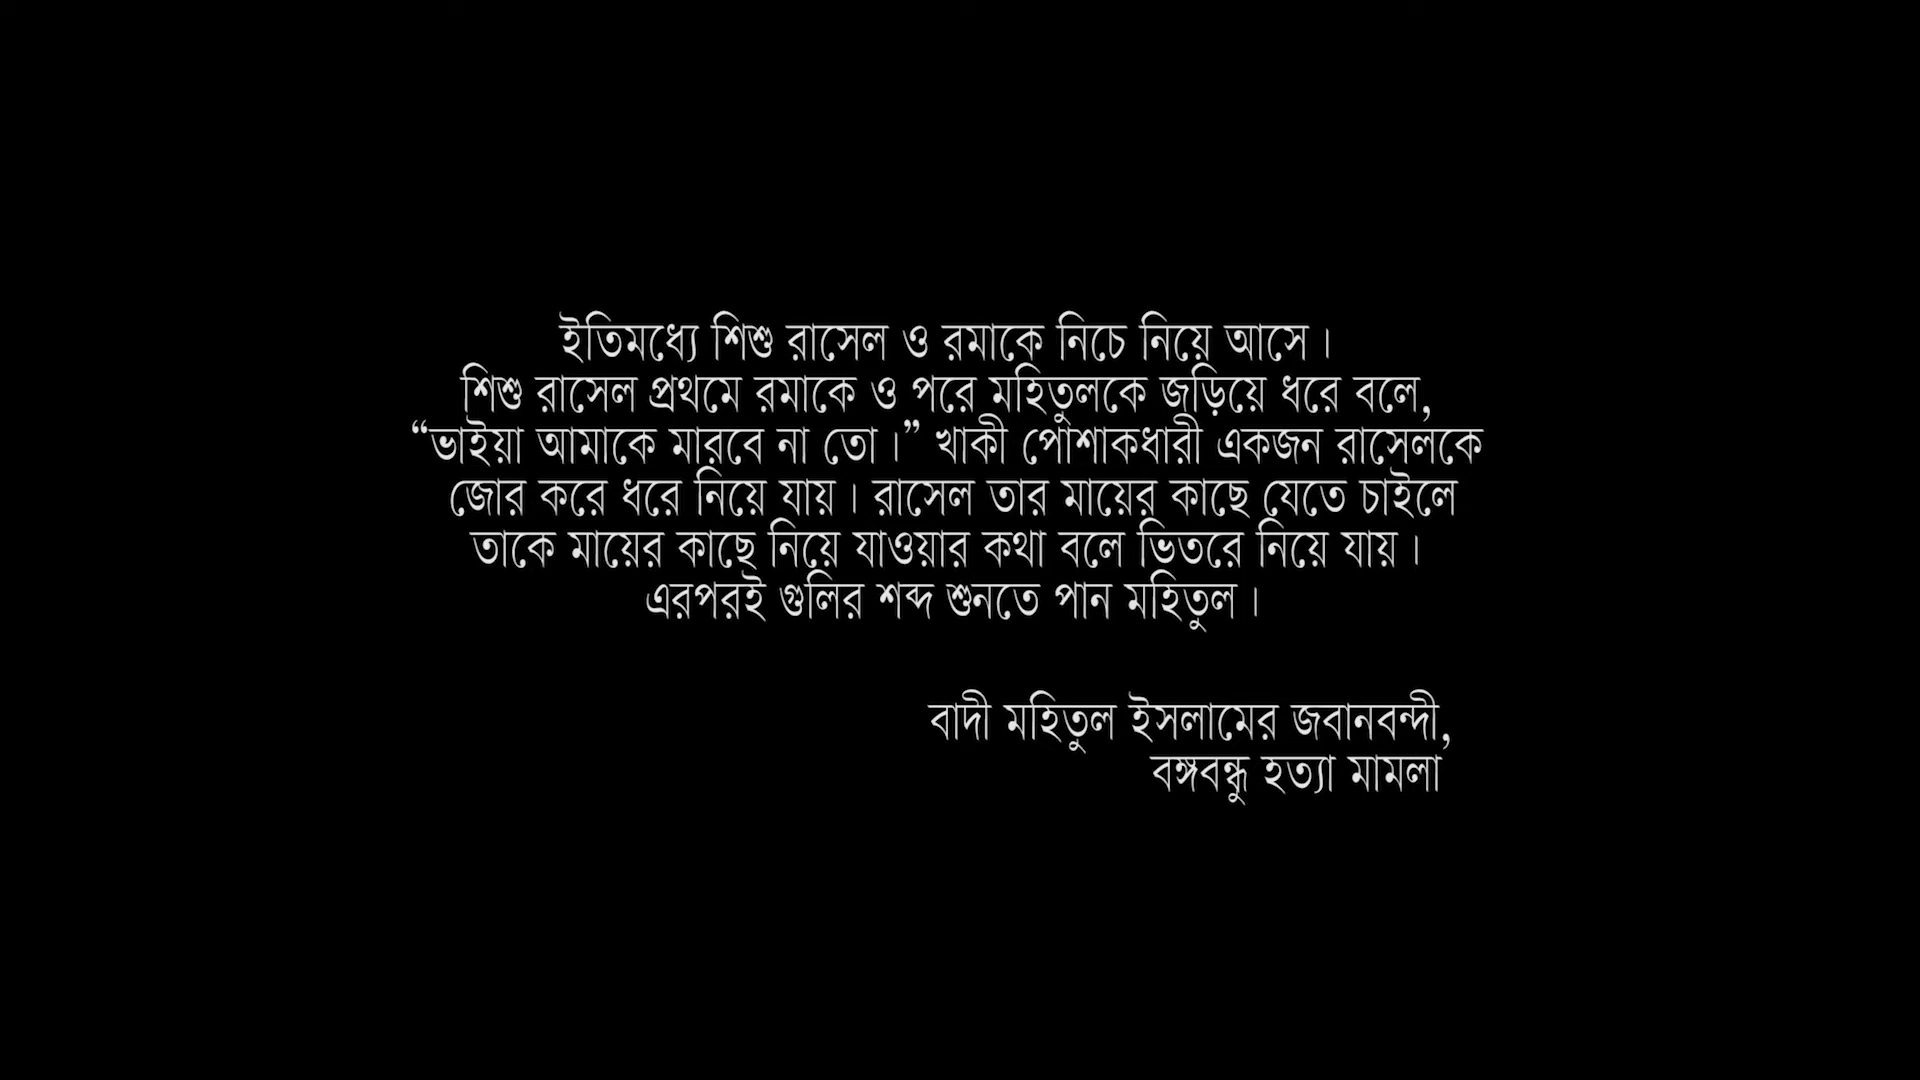 ইতিমধ্যে শিশু রাসেল ও রমাকে নিচে নিয়ে আসে।
শিশু রাসেল প্রথমে রমাকে ও পরে মহিতুলকে জড়িয়ে ধরে বলে,
“ভাইয়া আমাকে মারবে না তো।” খাকী পোশাকধারী একজন রাসেলকে
জোর করে ধরে নিয়ে যায়। রাসেল তার মায়ের কাছে যেতে চাইলে
তাকে মায়ের কাছে নিয়ে যাওয়ার কথা বলে ভিতরে নিয়ে যায়।
এরপরই গুলির শব্দ শুনতে পান মহিতুল।
বাদী মহিতুল ইসলামের জবানবন্দী,
বঙ্গবন্ধু হত্যা মামলা